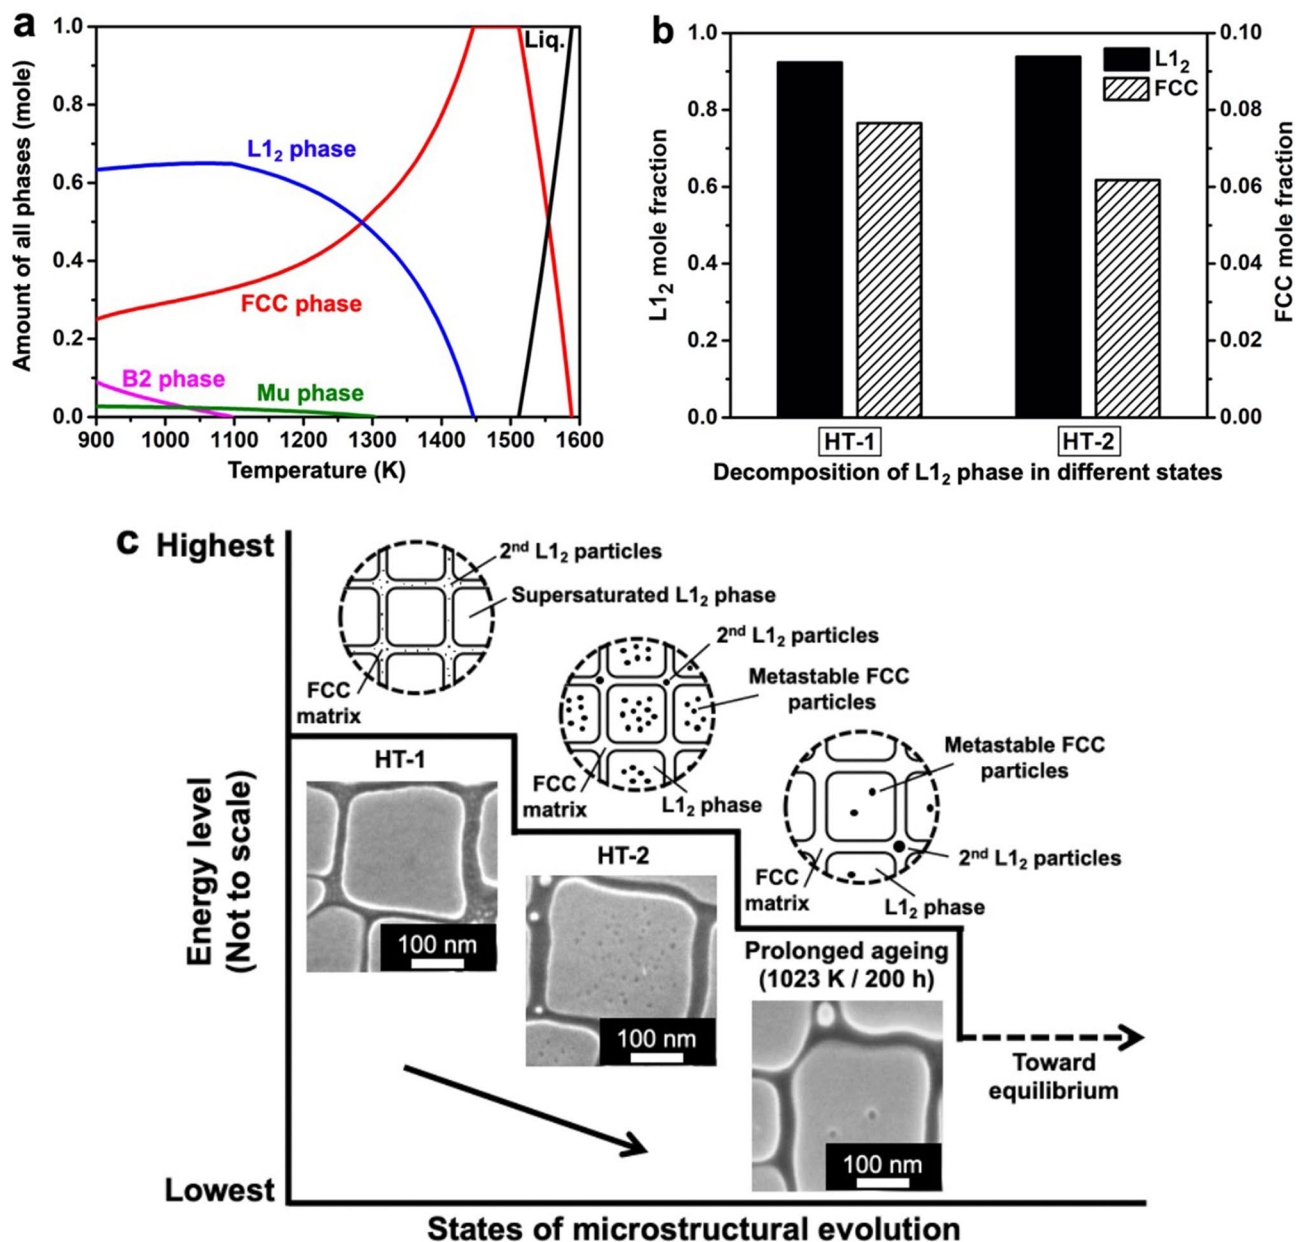 a
Amount of all phases (mole)
1.0
0.8
0.6
0.4
0.2
0.0
L1₂ phase
FCC phase
B2 phase
Mu phase
Liq.
900 1000 1100 1200 1300 1400 1500 1600
Temperature (K)
b
L1₂ mole fraction
1.0
0.8
0.6
0.4
0.2
0.0
L1₂
FCC
0.10
0.08
0.06
0.04
0.02
0.00
FCC mole fraction
HT-1 HT-2
Decomposition of L1₂ phase in different states
c
Highest
Energy level
(Not to scale)
Lowest
2ⁿᵈ L1₂ particles
Supersaturated L1₂ phase
FCC
matrix
HT-1
100 nm
2ⁿᵈ L1₂ particles
Metastable FCC
particles
FCC
matrix
L1₂ phase
HT-2
100 nm
Metastable FCC
particles
2ⁿᵈ L1₂ particles
FCC
matrix
L1₂ phase
Prolonged ageing
(1023 K / 200 h)
100 nm
Toward
equilibrium
States of microstructural evolution